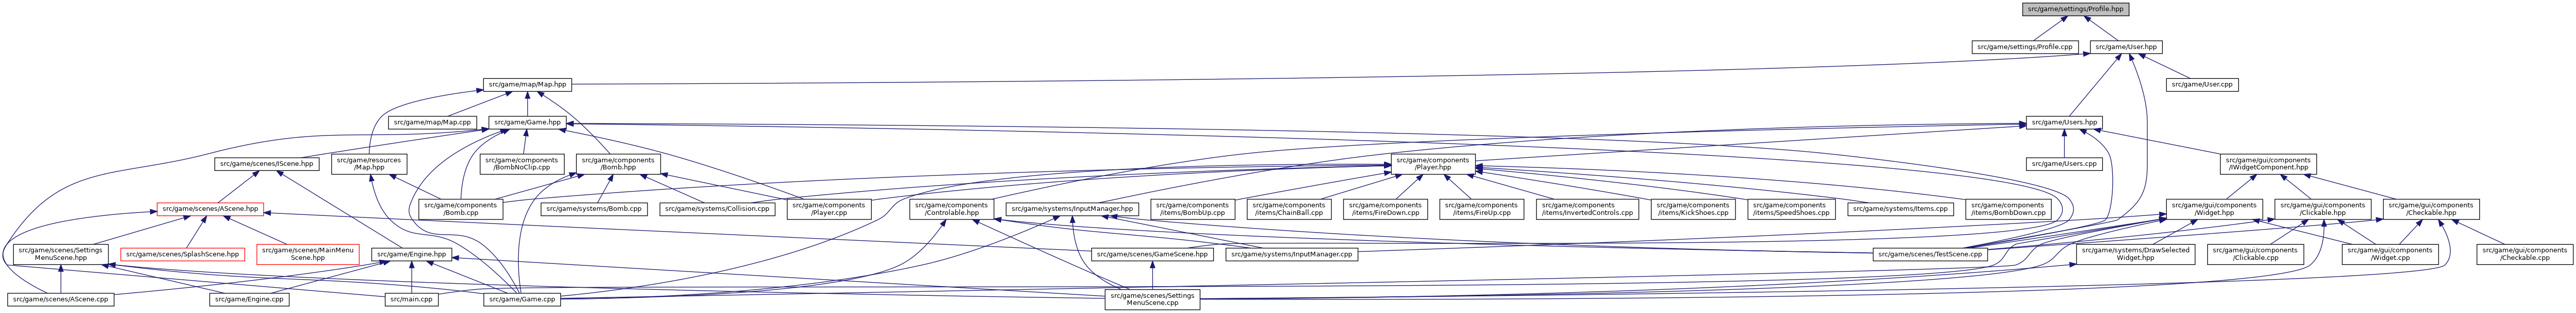 src/game/settings/Profile.hpp
src/game/settings/Profile.cpp
src/game/User.hpp
src/game/map/Map.hpp
src/game/User.cpp
src/game/map/Map.cpp
src/game/Game.hpp
src/game/Users.hpp
src/game/scenes/IScene.hpp
src/game/resources
/Map.hpp
src/game/components
/BombNoClip.cpp
src/game/components
/Bomb.hpp
src/game/components
/Player.hpp
src/game/Users.cpp
src/game/gui/components
/IWidgetComponent.hpp
src/game/scenes/AScene.hpp
src/game/components
/Bomb.cpp
src/game/systems/Bomb.cpp
src/game/systems/Collision.cpp
src/game/components
/Player.cpp
src/game/components
/Controlable.hpp
src/game/systems/InputManager.hpp
src/game/components
/items/BombUp.cpp
src/game/components
/items/ChainBall.cpp
src/game/components
/items/FireDown.cpp
src/game/components
/items/FireUp.cpp
src/game/components
/items/InvertedControls.cpp
src/game/components
/items/KickShoes.cpp
src/game/components
/items/SpeedShoes.cpp
src/game/systems/Items.cpp
src/game/components
/items/BombDown.cpp
src/game/gui/components
/Widget.hpp
src/game/gui/components
/Clickable.hpp
src/game/gui/components
/Checkable.hpp
src/game/scenes/Settings
MenuScene.hpp
src/game/scenes/SplashScene.hpp
src/game/scenes/MainMenu
Scene.hpp
src/game/Engine.hpp
src/game/scenes/GameScene.hpp
src/game/systems/InputManager.cpp
src/game/scenes/TestScene.cpp
src/game/systems/DrawSelected
Widget.hpp
src/game/gui/components
/Clickable.cpp
src/game/gui/components
/Widget.cpp
src/game/gui/components
/Checkable.cpp
src/game/scenes/AScene.cpp
src/game/Engine.cpp
src/main.cpp
src/game/Game.cpp
src/game/scenes/Settings
MenuScene.cpp